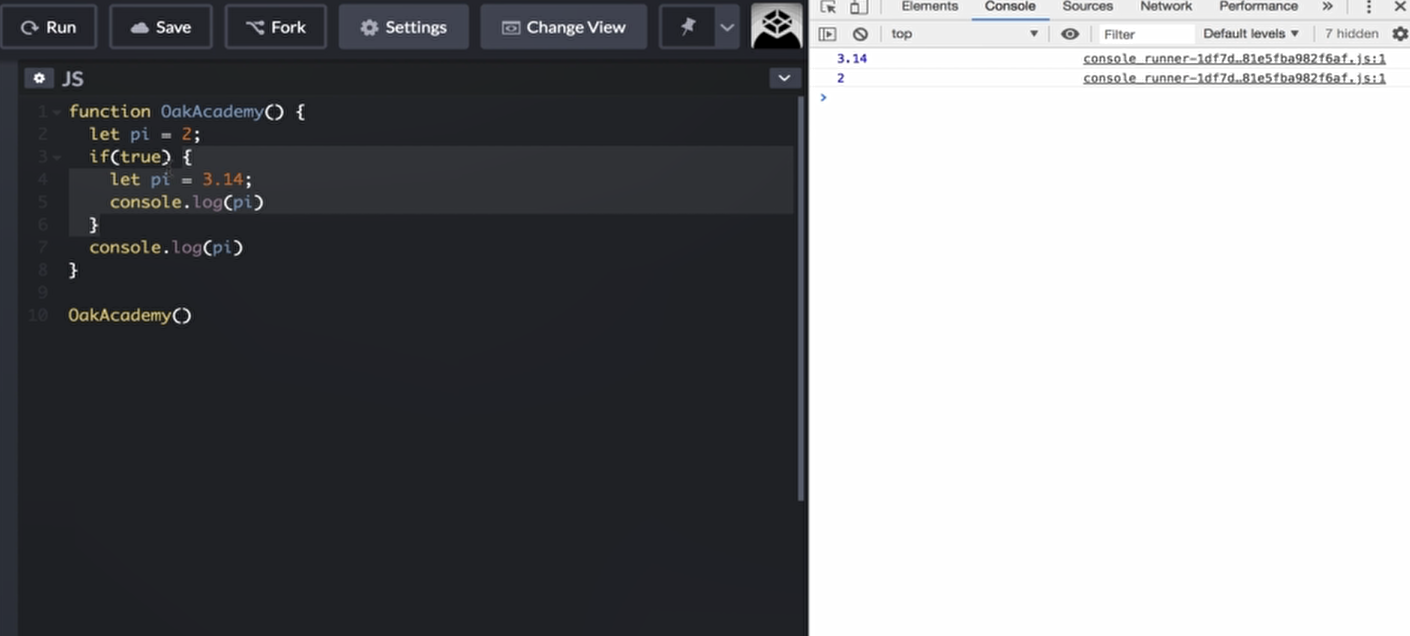 Run Save Fork Settings Change View
JS
1 function OakAcademy() {
2 let pi = 2;
3 if(true) {
4 let pi = 3.14;
5 console.log(pi)
6 }
7 console.log(pi)
8 }
9
10 OakAcademy()
Elements Console Sources Network Performance »
top Filter Default levels 7 hidden
3.14 console_runner-1df7d…81e5fba982f6af.js:1
2 console_runner-1df7d…81e5fba982f6af.js:1
>